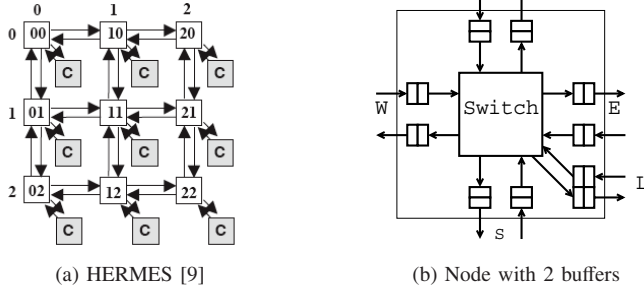 0 1 2
0 00 10 20
C C C
1 01 11 21
C C C
2 02 12 22
C C C
(a) HERMES [9]
W Switch E
L
S
(b) Node with 2 buffers